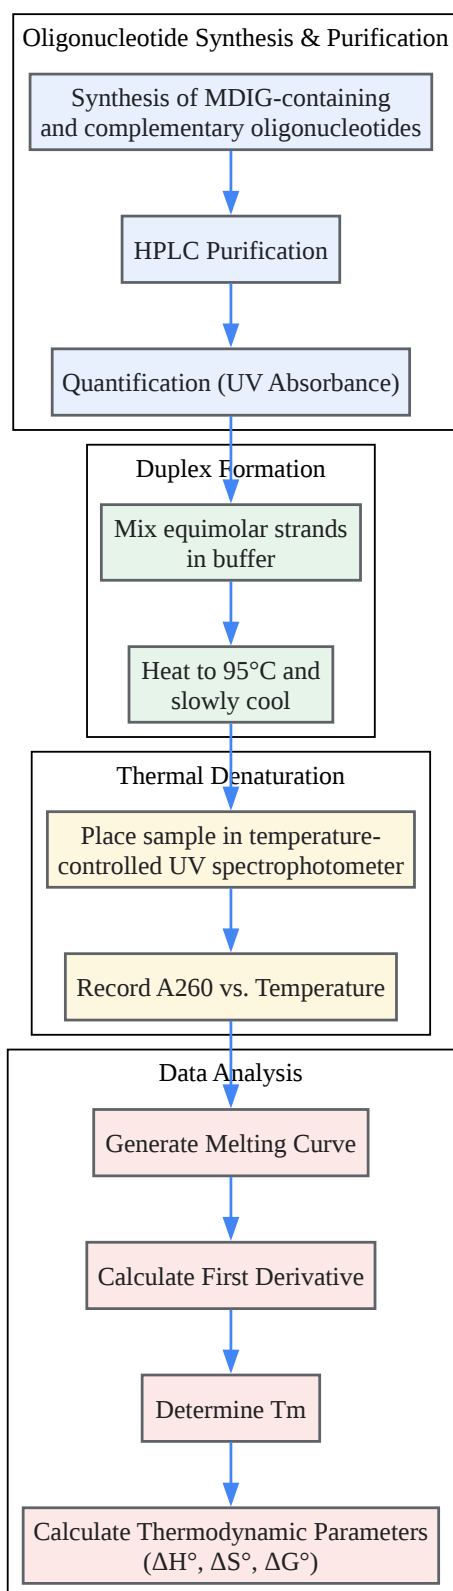 Oligonucleotide Synthesis & Purification
Synthesis of MDIG-containing
and complementary oligonucleotides
HPLC Purification
Quantification (UV Absorbance)
Duplex Formation
Mix equimolar strands
in buffer
Heat to 95°C and
slowly cool
Thermal Denaturation
Place sample in temperature-
controlled UV spectrophotometer
Record A260 vs. Temperature
Data Analysis
Generate Melting Curve
Calculate First Derivative
Determine Tm
Calculate Thermodynamic Parameters
(ΔH°, ΔS°, ΔG°)